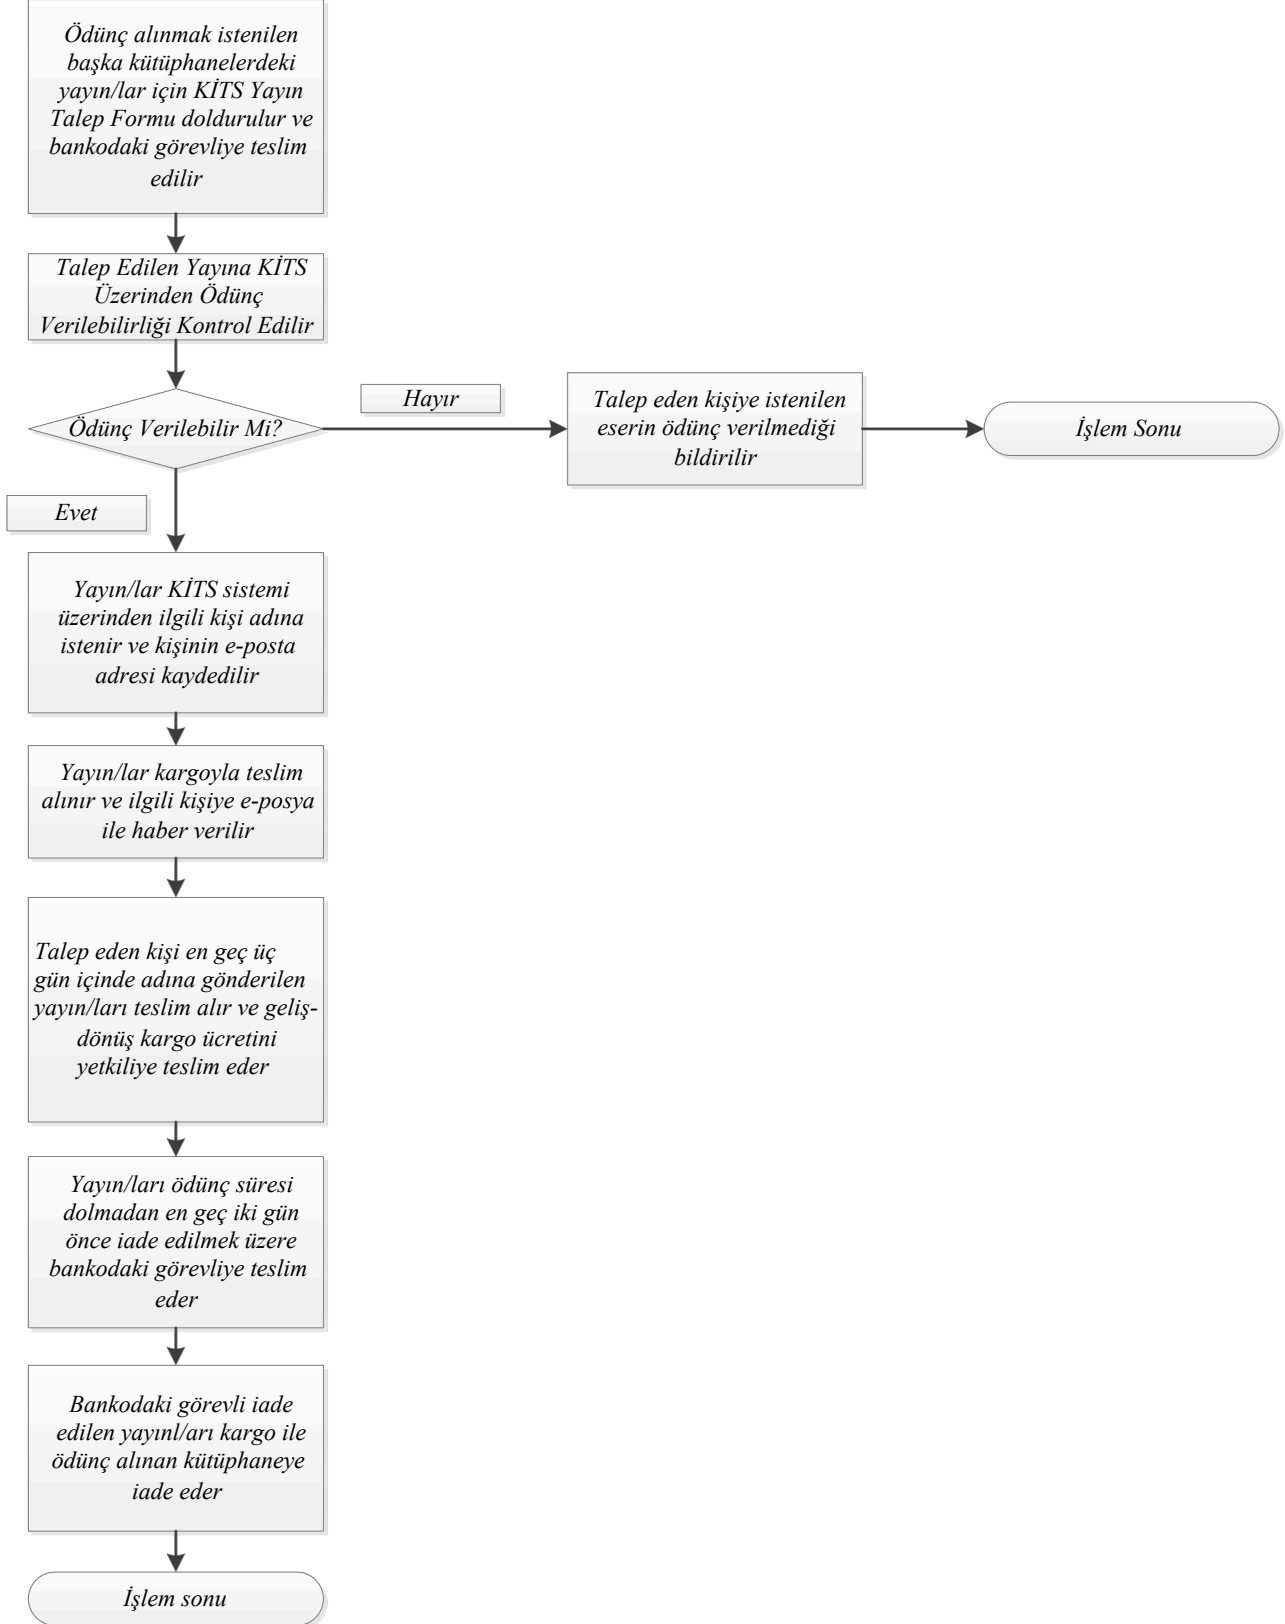 Ödünç alınmak istenilen
başka kütüphanelerdeki
yayın/lar için KİTS Yayın
Talep Formu doldurulur ve
bankodaki görevliye teslim
edilir
Talep Edilen Yayına KİTS
Üzerinden Ödünç
Verilebilirliği Kontrol Edilir
Ödünç Verilebilir Mi?
Hayır
Talep eden kişiye istenilen
eserin ödünç verilmediği
bildirilir
İşlem Sonu
Evet
Yayın/lar KİTS sistemi
üzerinden ilgili kişi adına
istenir ve kişinin e-posta
adresi kaydedilir
Yayın/lar kargoyla teslim
alınır ve ilgili kişiye e-posya
ile haber verilir
Talep eden kişi en geç üç
gün içinde adına gönderilen
yayın/ları teslim alır ve geliş-
dönüş kargo ücretini
yetkiliye teslim eder
Yayın/ları ödünç süresi
dolmadan en geç iki gün
önce iade edilmek üzere
bankodaki görevliye teslim
eder
Bankodaki görevli iade
edilen yayınl/arı kargo ile
ödünç alınan kütüphaneye
iade eder
İşlem sonu